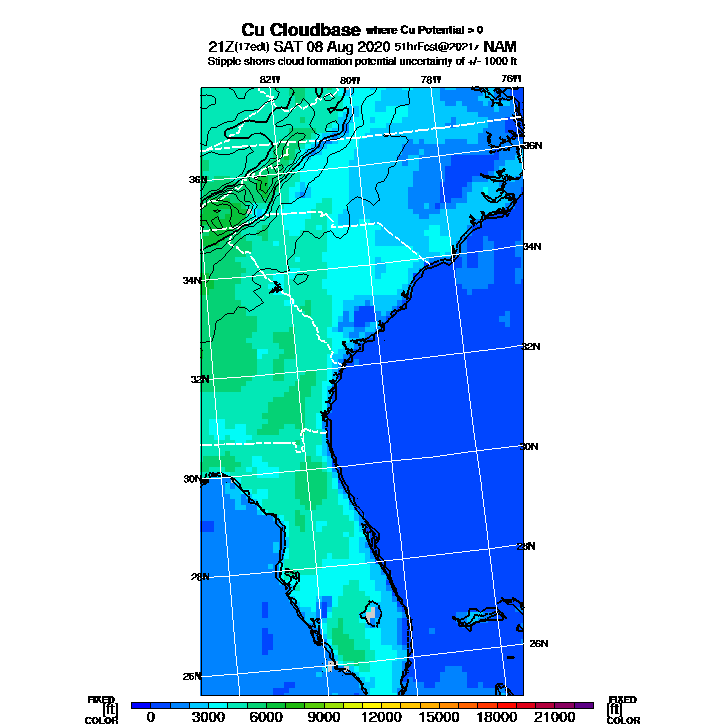 Cu Cloudbase where Cu Potential > 0
21Z(17edt) SAT 08 Aug 2020 51hrFcst@2021z NAM
Stipple shows cloud formation potential uncertainty of +/- 1000 ft
82W 80W 78W 76W
36N
36N
34N
34N
32N
32N
30N
30N
28N
28N
26N
26N
FIXED FIXED
[ft] [ft]
COLOR COLOR
0 3000 6000 9000 12000 15000 18000 21000